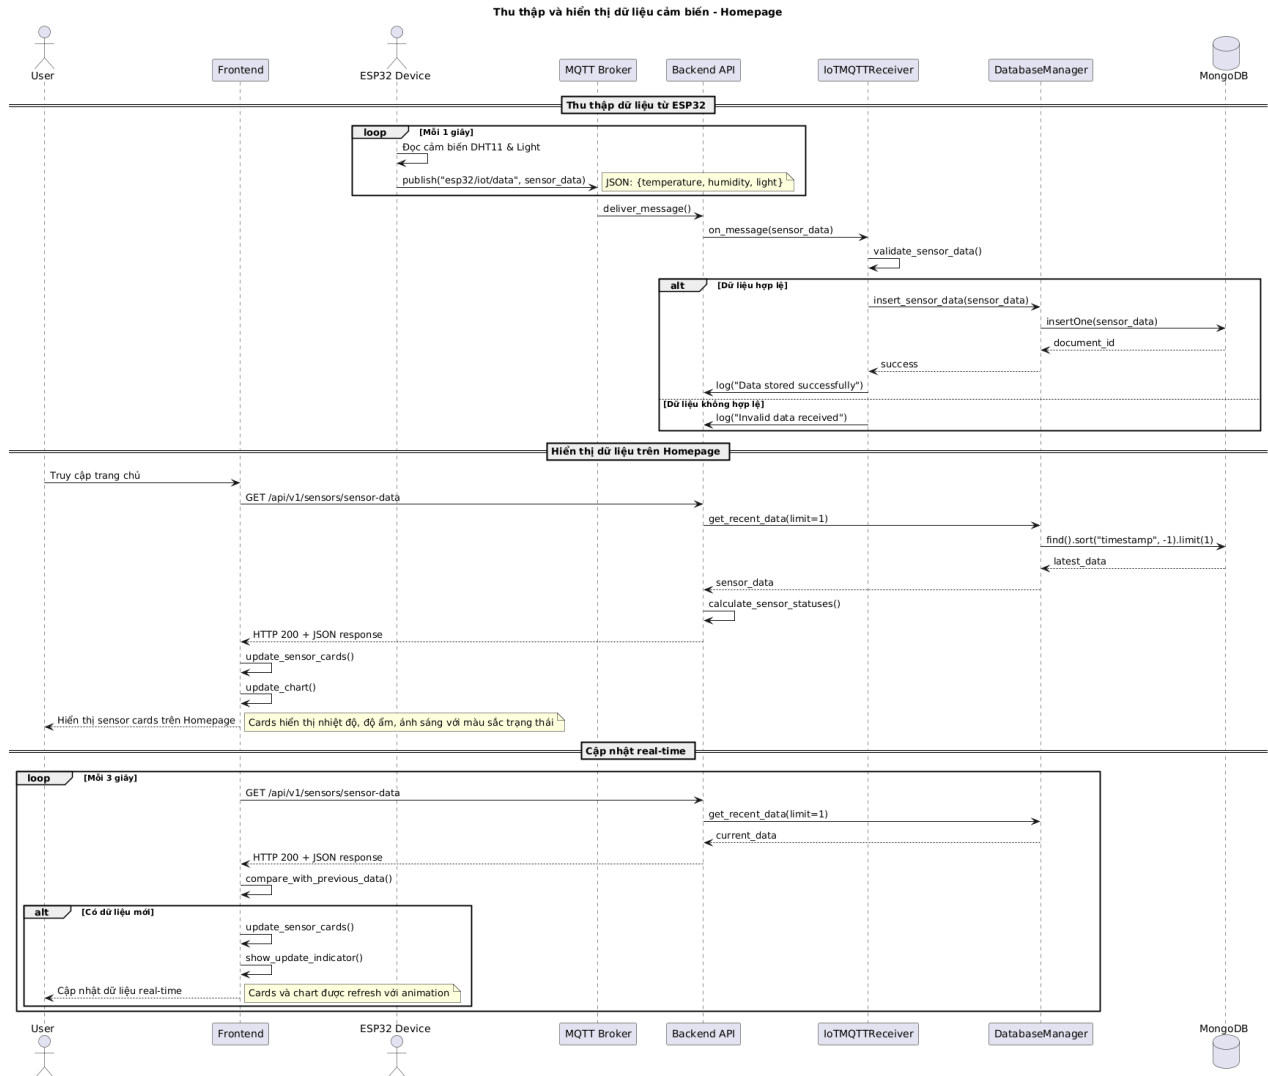 Thu thập và hiển thị dữ liệu cảm biến - Homepage
User
Frontend
ESP32 Device
MQTT Broker
Backend API
IoTMQTTReceiver
DatabaseManager
MongoDB
Thu thập dữ liệu từ ESP32
loop [Mỗi 1 giây]
Đọc cảm biến DHT11 & Light
publish("esp32/iot/data", sensor_data)
JSON: {temperature, humidity, light}
deliver_message()
on_message(sensor_data)
validate_sensor_data()
alt [Dữ liệu hợp lệ]
insert_sensor_data(sensor_data)
insertOne(sensor_data)
document_id
success
log("Data stored successfully")
[Dữ liệu không hợp lệ]
log("Invalid data received")
Hiển thị dữ liệu trên Homepage
Truy cập trang chủ
GET /api/v1/sensors/sensor-data
get_recent_data(limit=1)
find().sort("timestamp", -1).limit(1)
latest_data
sensor_data
calculate_sensor_statuses()
HTTP 200 + JSON response
update_sensor_cards()
update_chart()
Hiển thị sensor cards trên Homepage
Cards hiển thị nhiệt độ, độ ẩm, ánh sáng với màu sắc trạng thái
Cập nhật real-time
loop [Mỗi 3 giây]
GET /api/v1/sensors/sensor-data
get_recent_data(limit=1)
current_data
HTTP 200 + JSON response
compare_with_previous_data()
alt [Có dữ liệu mới]
update_sensor_cards()
show_update_indicator()
Cập nhật dữ liệu real-time
Cards và chart được refresh với animation
User
Frontend
ESP32 Device
MQTT Broker
Backend API
IoTMQTTReceiver
DatabaseManager
MongoDB